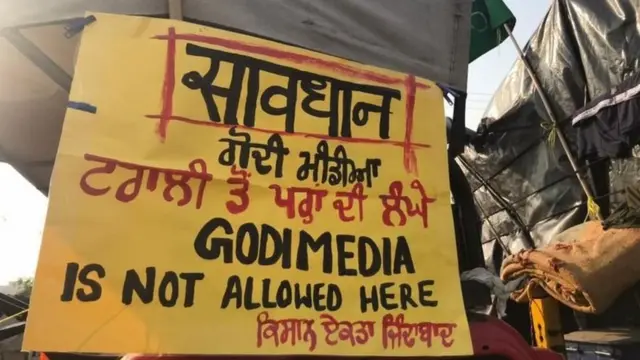 सावधान
ਗੋਦੀ ਮੀਡੀਆ
ਟਰਾਲੀ ਤੋਂ ਪਰ੍ਹਾਂ ਦੀ ਲੰਘੇ
GODIMEDIA
IS NOT ALLOWED HERE
ਕਿਸਾਨ ਏਕਤਾ ਜ਼ਿੰਦਾਬਾਦ